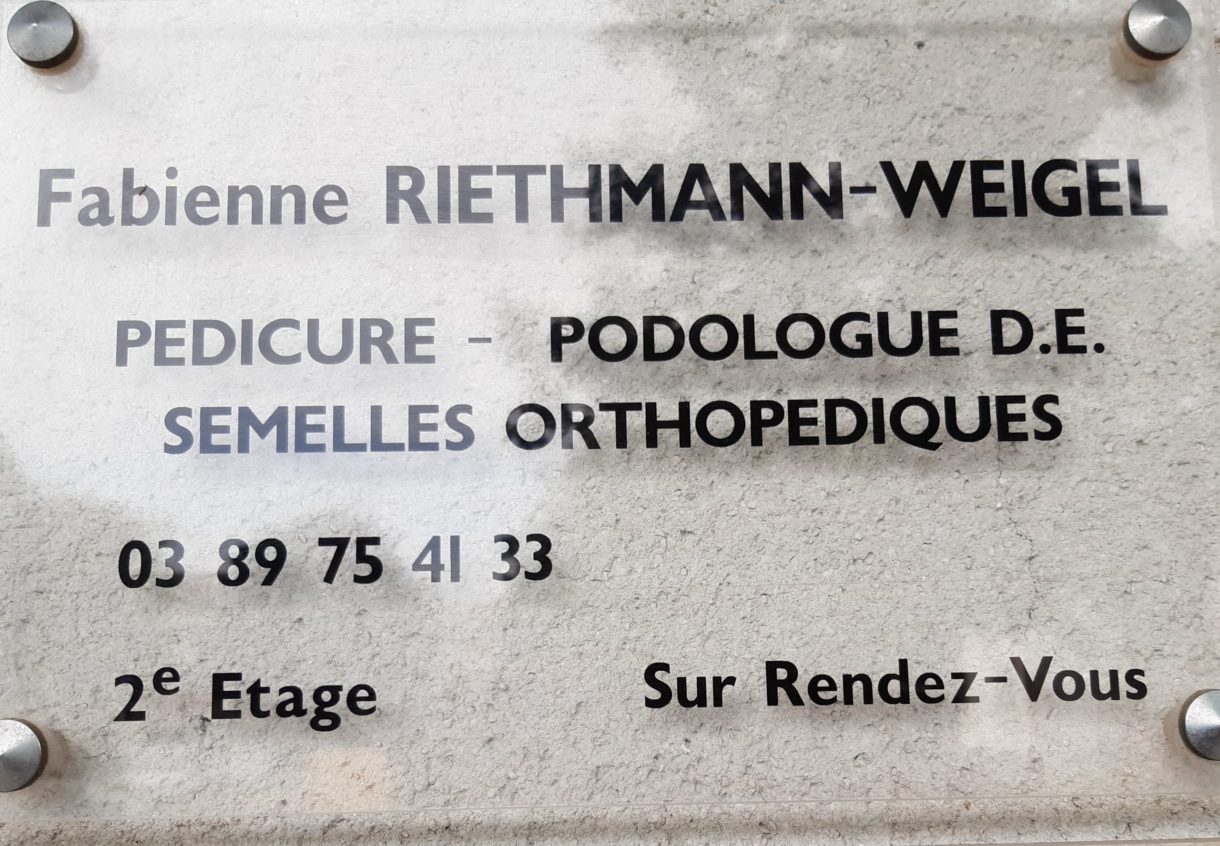 Fabienne RIETHMANN-WEIGEL
PEDICURE - PODOLOGUE D.E.
SEMELLES ORTHOPEDIQUES
03 89 75 41 33
2e Etage
Sur Rendez-Vous